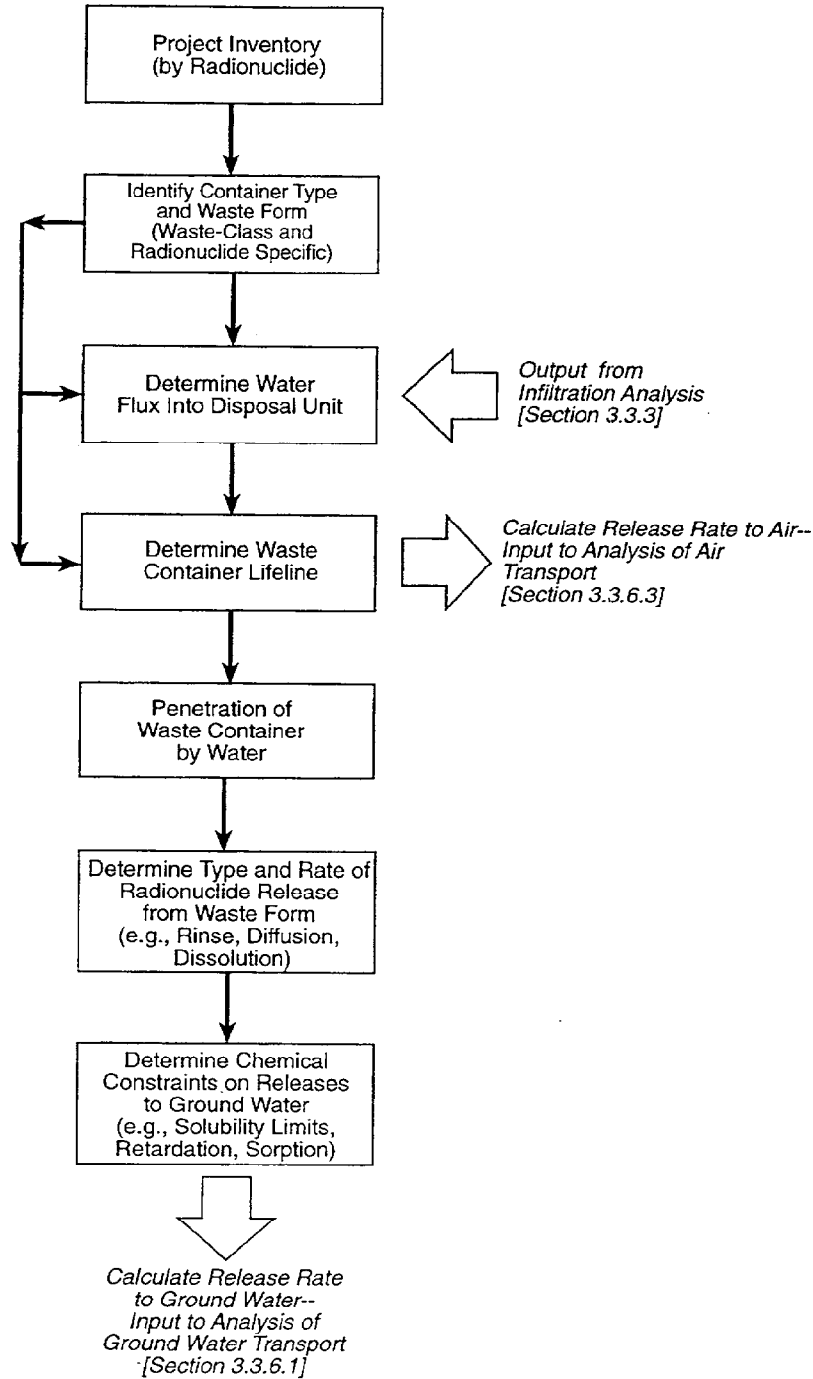 Project Inventory
(by Radionuclide)
Identify Container Type
and Waste Form
(Waste-Class and
Radionuclide Specific)
Determine Water
Flux Into Disposal Unit
Output from
Infiltration Analysis
[Section 3.3.3]
Determine Waste
Container Lifeline
Calculate Release Rate to Air--
Input to Analysis of Air
Transport
[Section 3.3.6.3]
Penetration of
Waste Container
by Water
Determine Type and Rate of
Radionuclide Release
from Waste Form
(e.g., Rinse, Diffusion,
Dissolution)
Determine Chemical
Constraints on Releases
to Ground Water
(e.g., Solubility Limits,
Retardation, Sorption)
Calculate Release Rate
to Ground Water--
Input to Analysis of
Ground Water Transport
[Section 3.3.6.1]